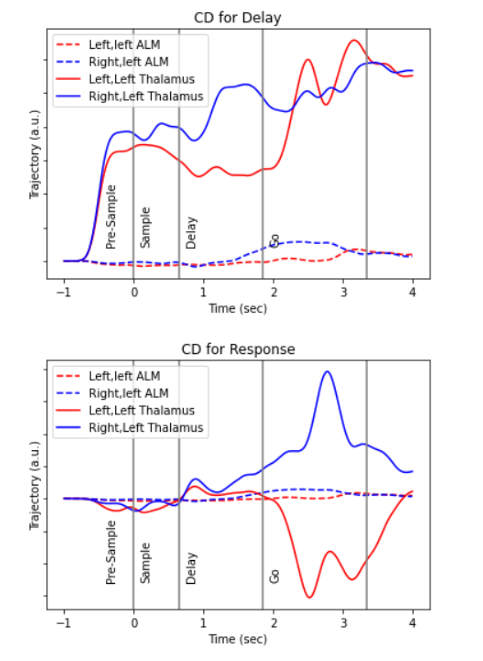 CD for Delay
Left,left ALM
Right,left ALM
Left,Left Thalamus
Right,Left Thalamus
Trajectory (a.u.)
Pre-Sample
Sample
Delay
Go
−1 0 1 2 3 4
Time (sec)
CD for Response
Left,left ALM
Right,left ALM
Left,Left Thalamus
Right,Left Thalamus
Trajectory (a.u.)
Pre-Sample
Sample
Delay
Go
−1 0 1 2 3 4
Time (sec)